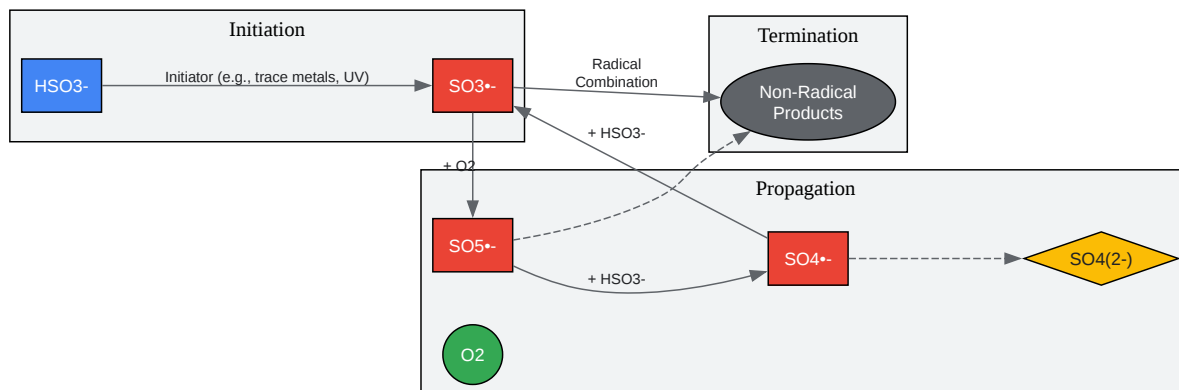 Initiation
HSO3-
Initiator (e.g., trace metals, UV)
SO3•-
Radical
Combination
Termination
Non-Radical
Products
+ HSO3-
+ O2
Propagation
SO5•-
+ HSO3-
SO4•-
SO4(2-)
O2